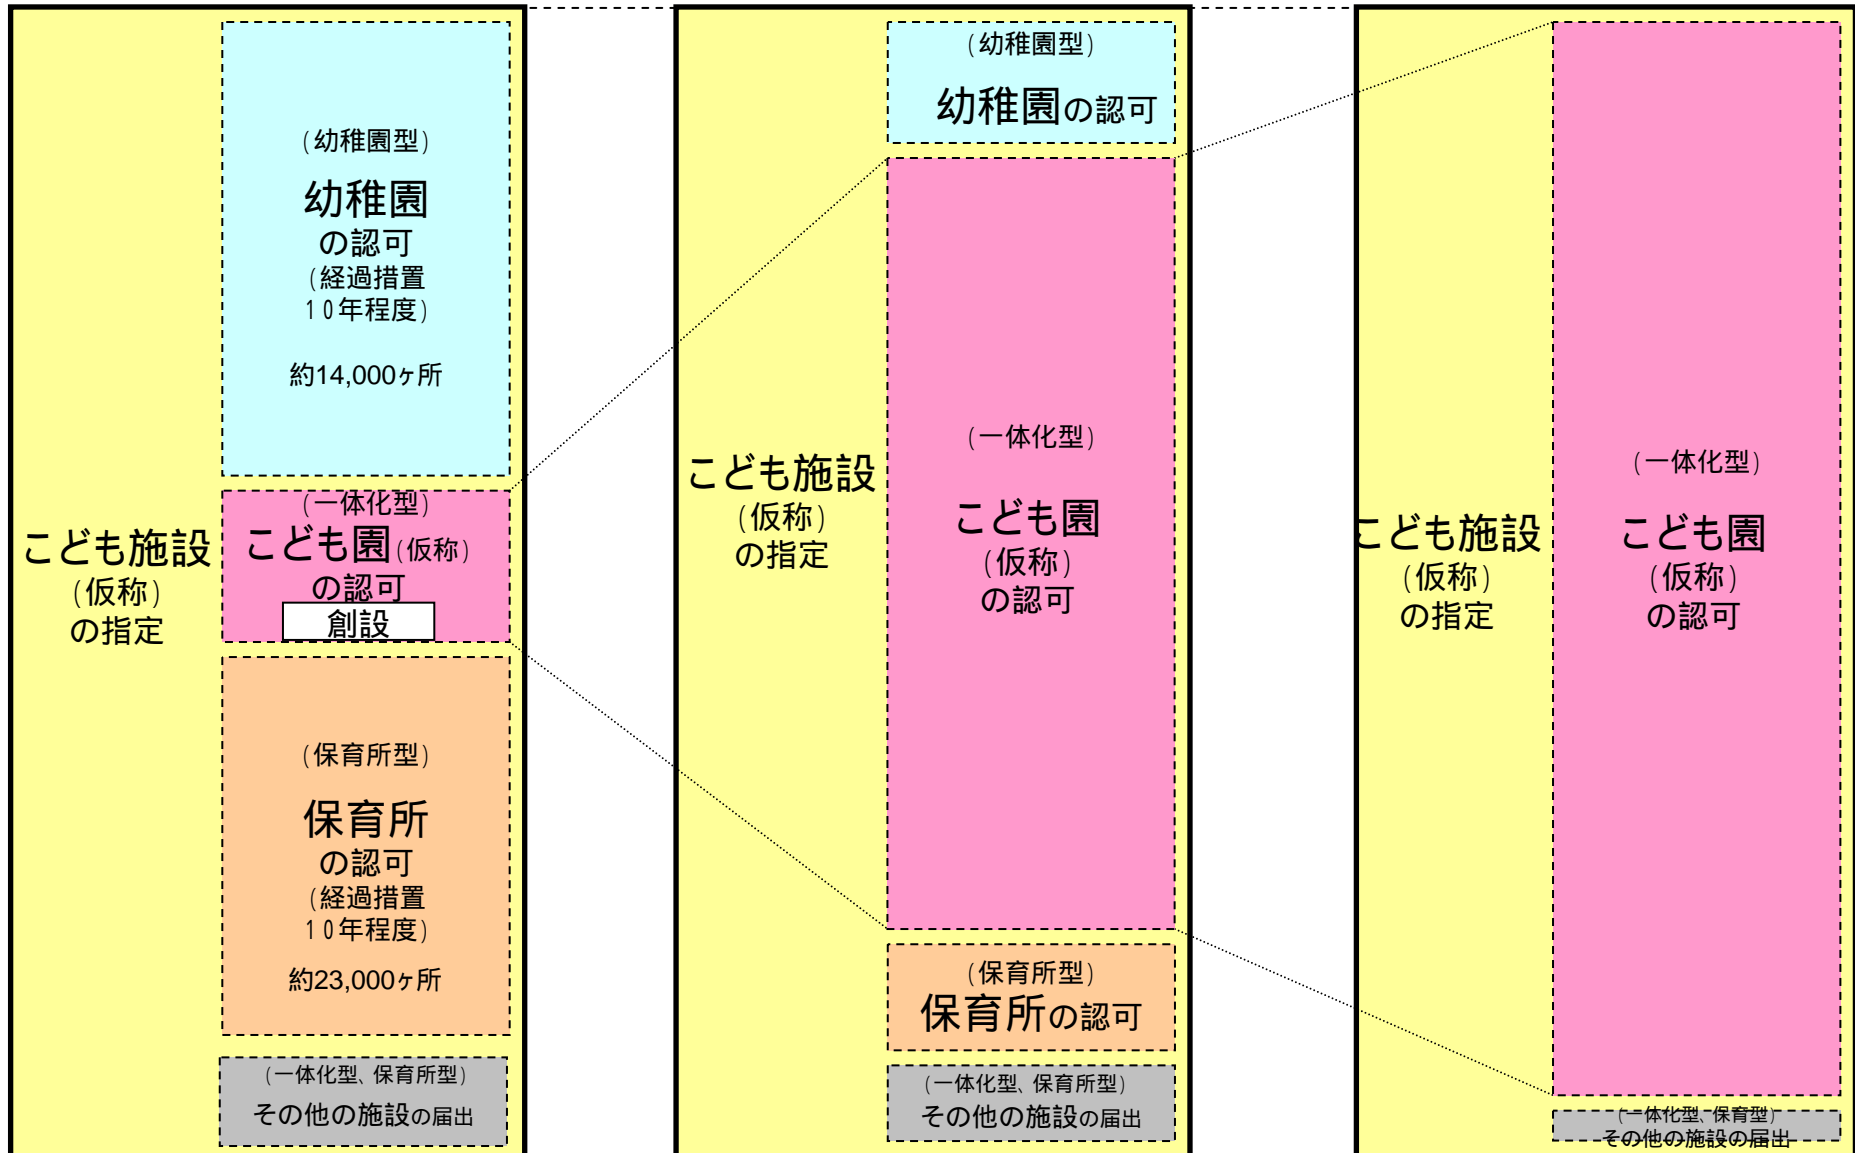 (幼稚園型)
幼稚園
の認可
(経過措置
10年程度)
約14,000ヶ所
こども施設
(仮称)
の指定
(一体化型)
こども園(仮称)
の認可
創設
(保育所型)
保育所
の認可
(経過措置
10年程度)
約23,000ヶ所
(一体化型、保育所型)
その他の施設の届出
(幼稚園型)
幼稚園の認可
こども施設
(仮称)
の指定
(一体化型)
こども園
(仮称)
の認可
(保育所型)
保育所の認可
(一体化型、保育所型)
その他の施設の届出
こども施設
(仮称)
の指定
(一体化型)
こども園
(仮称)
の認可
(一体化型、保育型)
その他の施設の届出